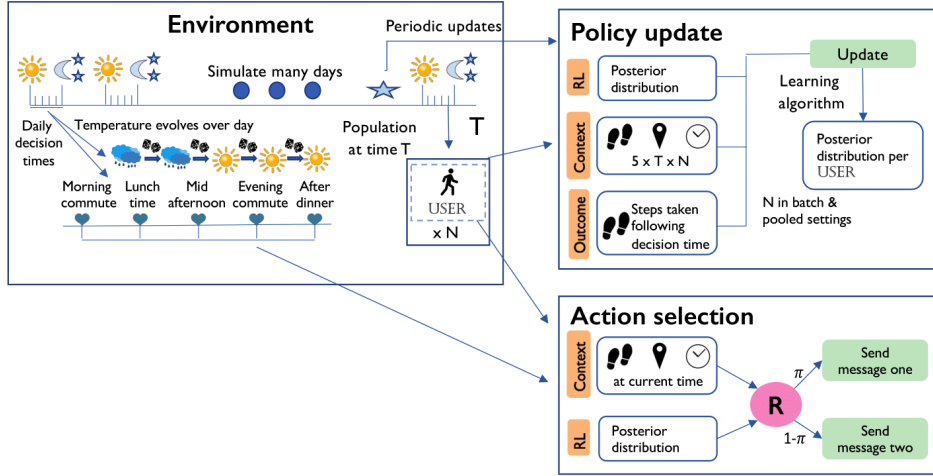 Environment
Periodic updates
Simulate many days
Daily
decision
times
Temperature evolves over day
Population
at time T
T
Morning
commute
Lunch
time
Mid
afternoon
Evening
commute
After
dinner
USER
x N
Policy update
RL
Posterior
distribution
Context
5 x T x N
Outcome
Steps taken
following
decision time
Update
Learning
algorithm
Posterior
distribution per
USER
N in batch &
pooled settings
Action selection
Context
at current time
RL
Posterior
distribution
R
π
1-π
Send
message one
Send
message two